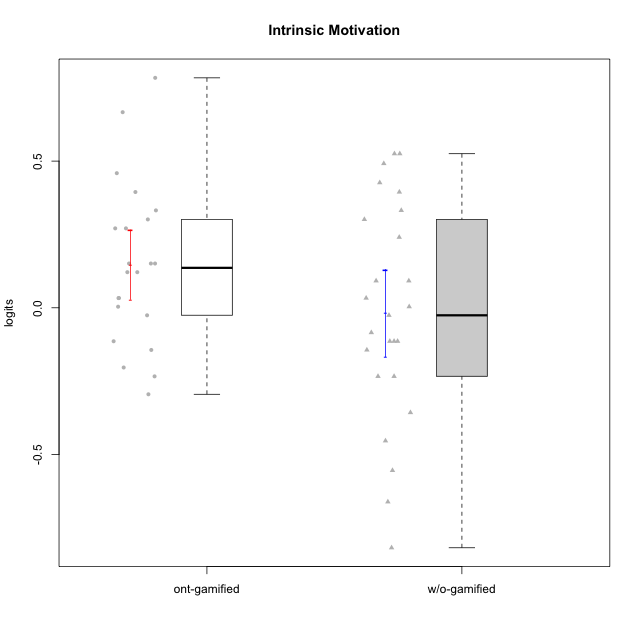 Intrinsic Motivation
logits
0.5
0.0
-0.5
ont-gamified
w/o-gamified